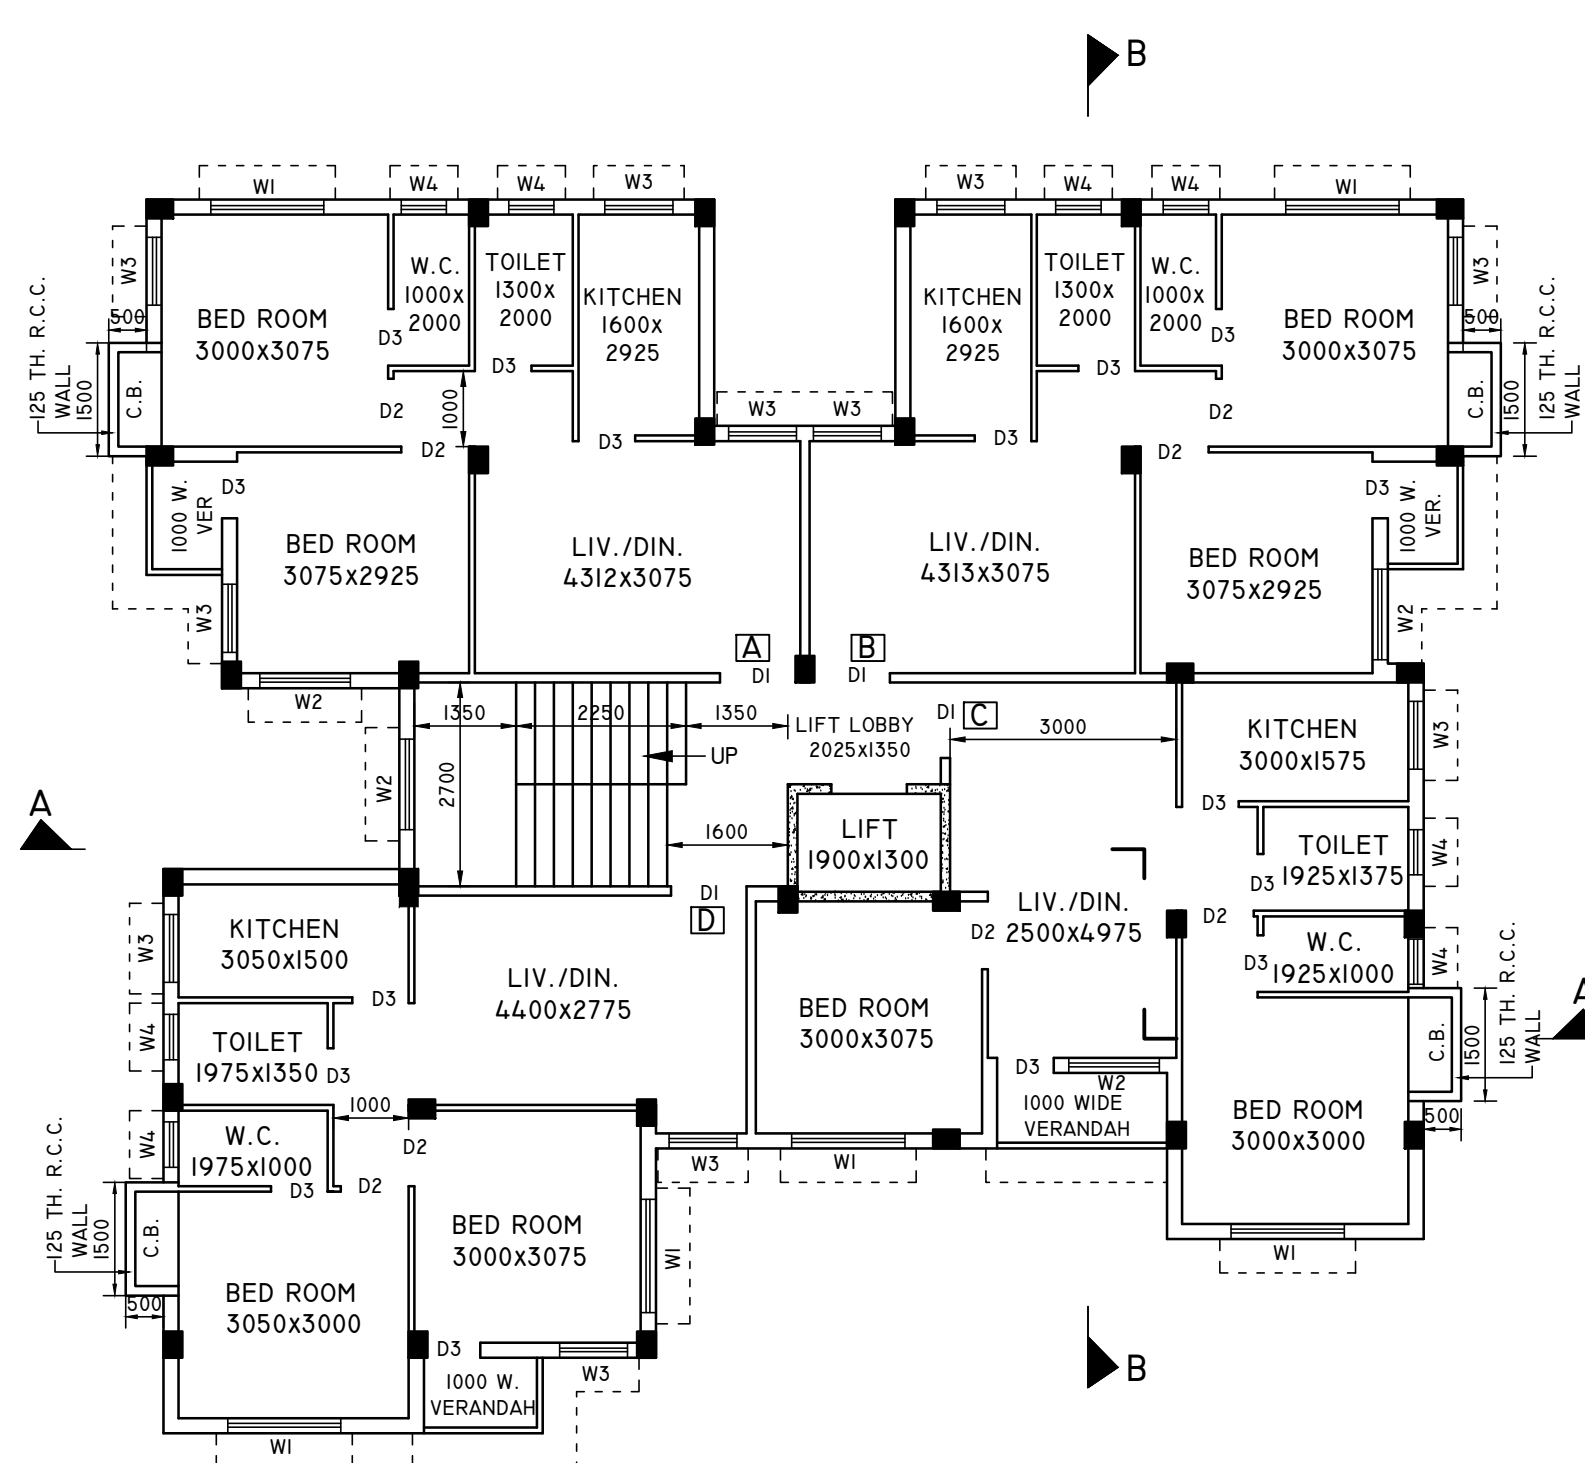 B
W1
W4
W4
W3
W3
W4
W4
W1
W3
W3
125 TH. R.C.C.
WALL
1500
500
C.B.
BED ROOM
3000x3075
D3
W.C.
1000x
2000
TOILET
1300x
2000
D3
KITCHEN
1600x
2925
D2
1000
D2
D3
W3
W3
KITCHEN
1600x
2925
D3
TOILET
1300x
2000
D3
W.C.
1000x
2000
D3
BED ROOM
3000x3075
D2
D2
C.B.
500
1500
125 TH. R.C.C.
WALL
1000 W.
VER
D3
BED ROOM
3075x2925
LIV./DIN.
4312x3075
LIV./DIN.
4313x3075
BED ROOM
3075x2925
D3
1000 W.
VER.
W3
W2
W2
A
D1
B
D1
1350
2250
1350
LIFT LOBBY
2025x1350
D1
C
3000
KITCHEN
3000x1575
W3
UP
W2
2700
A
1600
LIFT
1900x1300
D3
TOILET
1925x1375
D3
W4
D1
D
LIV./DIN.
2500x4975
D2
D2
W.C.
1925x1000
D3
W4
KITCHEN
3050x1500
W3
D3
LIV./DIN.
4400x2775
BED ROOM
3000x3075
125 TH. R.C.C.
WALL
1500
C.B.
500
A
W4
TOILET
1975x1350
D3
1000
D2
D3
W2
1000 WIDE
VERANDAH
BED ROOM
3000x3000
W4
W.C.
1975x1000
D3
D2
W3
W1
125 TH. R.C.C.
WALL
1500
C.B.
500
BED ROOM
3000x3075
W1
W1
BED ROOM
3050x3000
D3
W3
1000 W.
VERANDAH
W1
B